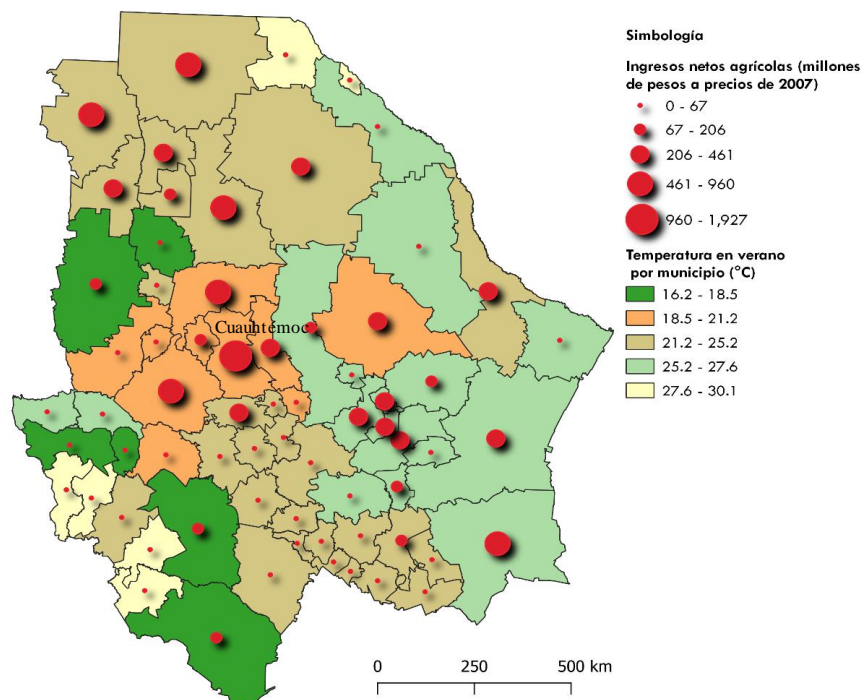 Simbología
Ingresos netos agrícolas (millones
de pesos a precios de 2007)
0 - 67
67 - 206
206 - 461
461 - 960
960 - 1,927
Temperatura en verano
por municipio (°C)
16.2 - 18.5
18.5 - 21.2
21.2 - 25.2
25.2 - 27.6
27.6 - 30.1
Cuauhtémoc
0 500 km